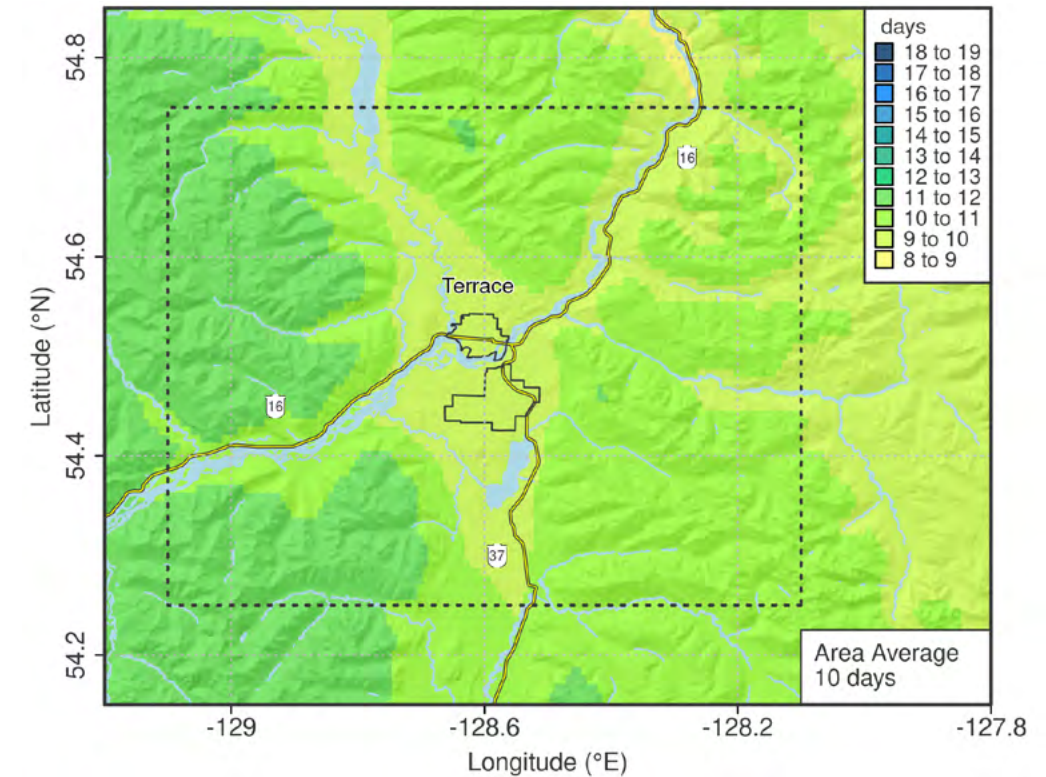 days
18 to 19
17 to 18
16 to 17
15 to 16
14 to 15
13 to 14
12 to 13
11 to 12
10 to 11
9 to 10
8 to 9
54.8
54.6
54.4
54.2
Latitude (°N)
16
Terrace
16
37
Area Average
10 days
-129
-128.6
-128.2
-127.8
Longitude (°E)